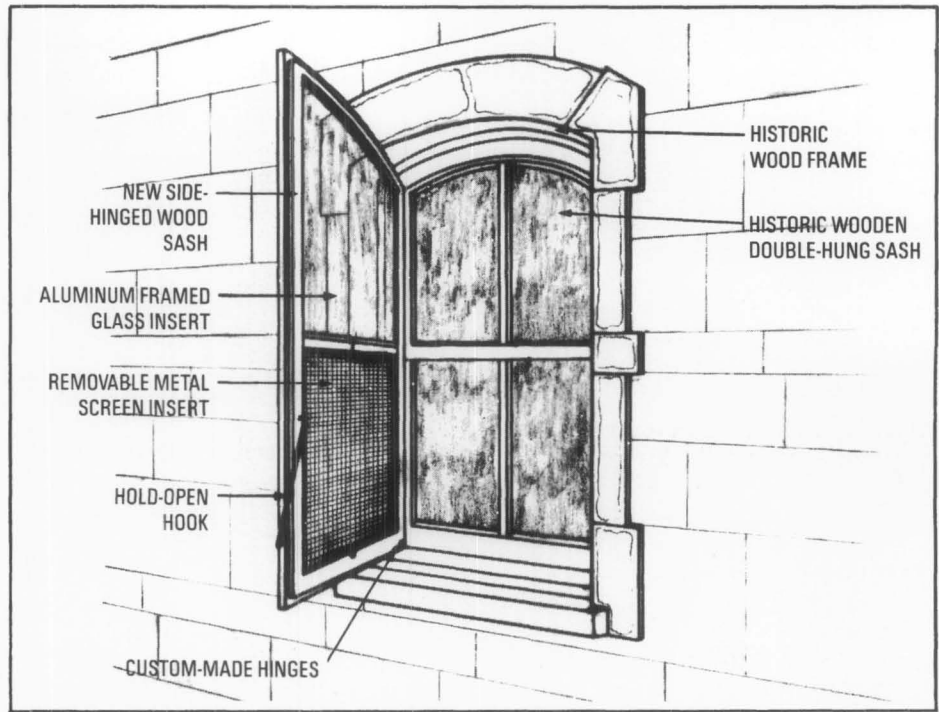 NEW SIDE-
HINGED WOOD
SASH
ALUMINUM FRAMED
GLASS INSERT
REMOVABLE METAL
SCREEN INSERT
HOLD-OPEN
HOOK
CUSTOM-MADE HINGES
HISTORIC
WOOD FRAME
HISTORIC WOODEN
DOUBLE-HUNG SASH